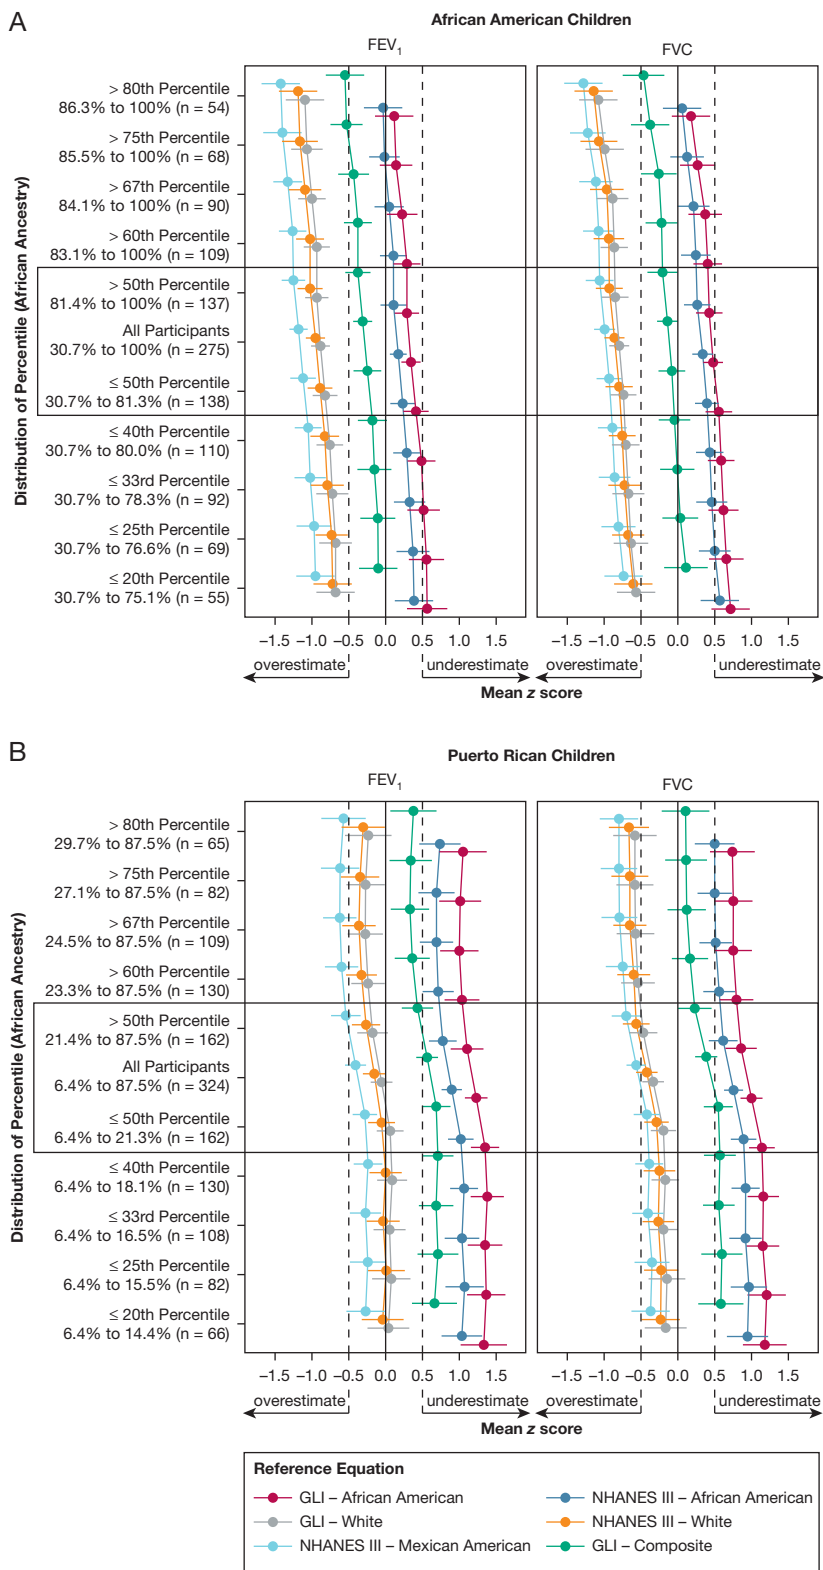 A
African American Children
FEV1
FVC
Distribution of Percentile (African Ancestry)
> 80th Percentile
86.3% to 100% (n = 54)
> 75th Percentile
85.5% to 100% (n = 68)
> 67th Percentile
84.1% to 100% (n = 90)
> 60th Percentile
83.1% to 100% (n = 109)
> 50th Percentile
81.4% to 100% (n = 137)
All Participants
30.7% to 100% (n = 275)
≤ 50th Percentile
30.7% to 81.3% (n = 138)
≤ 40th Percentile
30.7% to 80.0% (n = 110)
≤ 33rd Percentile
30.7% to 78.3% (n = 92)
≤ 25th Percentile
30.7% to 76.6% (n = 69)
≤ 20th Percentile
30.7% to 75.1% (n = 55)
−1.5 −1.0 −0.5 0.0 0.5 1.0 1.5 −1.5 −1.0 −0.5 0.0 0.5 1.0 1.5
overestimate underestimate overestimate underestimate
Mean z score
B
Puerto Rican Children
FEV1
FVC
Distribution of Percentile (African Ancestry)
> 80th Percentile
29.7% to 87.5% (n = 65)
> 75th Percentile
27.1% to 87.5% (n = 82)
> 67th Percentile
24.5% to 87.5% (n = 109)
> 60th Percentile
23.3% to 87.5% (n = 130)
> 50th Percentile
21.4% to 87.5% (n = 162)
All Participants
6.4% to 87.5% (n = 324)
≤ 50th Percentile
6.4% to 21.3% (n = 162)
≤ 40th Percentile
6.4% to 18.1% (n = 130)
≤ 33rd Percentile
6.4% to 16.5% (n = 108)
≤ 25th Percentile
6.4% to 15.5% (n = 82)
≤ 20th Percentile
6.4% to 14.4% (n = 66)
−1.5 −1.0 −0.5 0.0 0.5 1.0 1.5 −1.5 −1.0 −0.5 0.0 0.5 1.0 1.5
overestimate underestimate overestimate underestimate
Mean z score
Reference Equation
GLI – African American NHANES III – African American
GLI – White NHANES III – White
NHANES III – Mexican American GLI – Composite